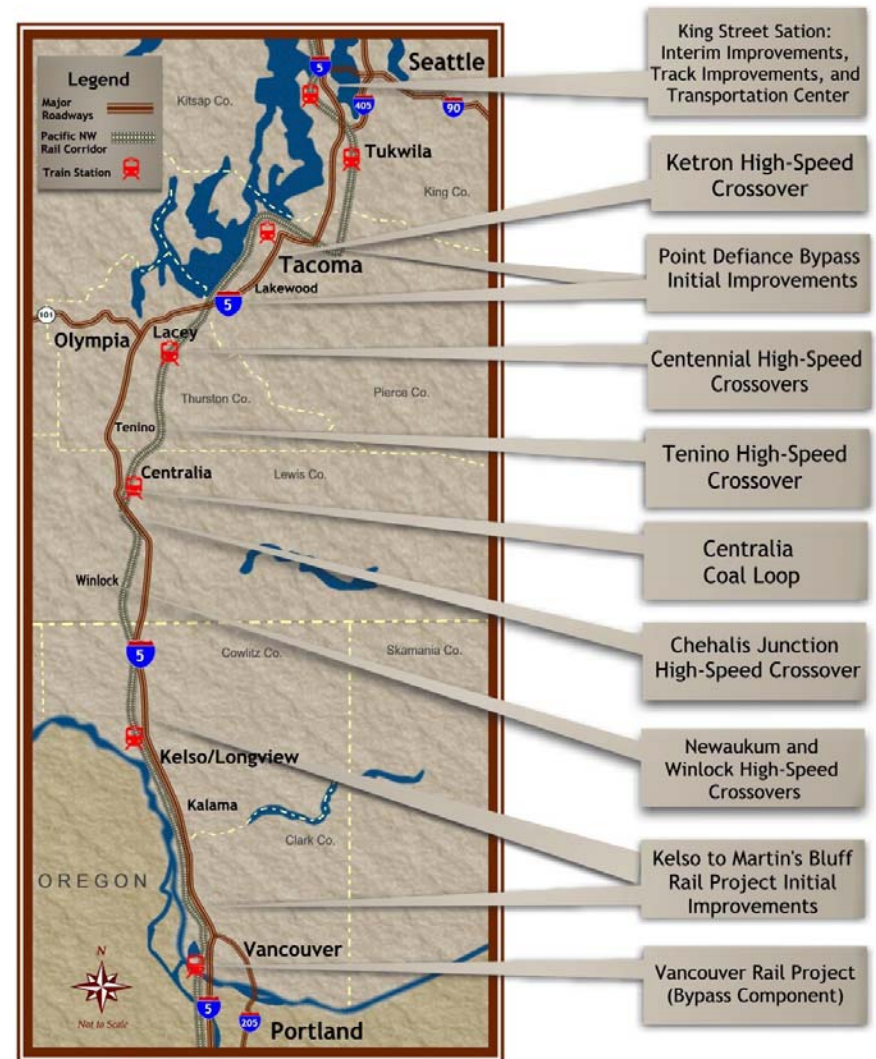 Legend
Major
Roadways
Pacific NW
Rail Corridor
Train Station
5
Seattle
Kitsap Co.
405
90
Tukwila
King Co.
Tacoma
Lakewood
5
101
Olympia
Lacey
Thurston Co.
Pierce Co.
Tenino
Centralia
Lewis Co.
Winlock
5
Cowlitz Co.
Skamania Co.
Kelso/Longview
Kalama
Clark Co.
OREGON
Vancouver
N
Not to Scale
5
205
Portland
King Street Sation:
Interim Improvements,
Track Improvements, and
Transportation Center
Ketron High-Speed
Crossover
Point Defiance Bypass
Initial Improvements
Centennial High-Speed
Crossovers
Tenino High-Speed
Crossover
Centralia
Coal Loop
Chehalis Junction
High-Speed Crossover
Newaukum and
Winlock High-Speed
Crossovers
Kelso to Martin's Bluff
Rail Project Initial
Improvements
Vancouver Rail Project
(Bypass Component)